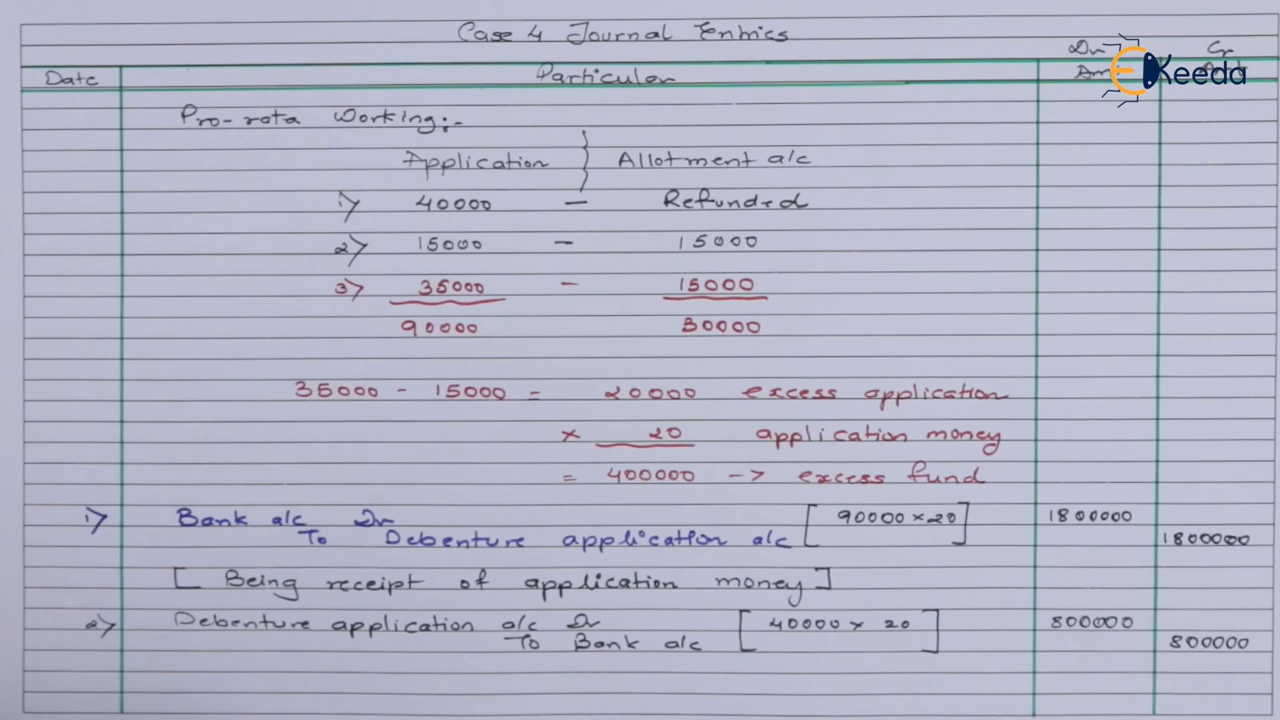 Case 4 Journal Entries
Dr Cr
Date Particular Amt
EKeeda
Pro-rata Working:-
Application } Allotment a/c
1) 40000 - Refunded
2) 15000 - 15000
3) 35000 - 15000
90000 30000
35000 - 15000 = 20000 excess application
× 20 application money
= 400000 -> excess fund
1) Bank a/c Dr [90000 × 20] 1800000
To Debenture application a/c 1800000
[Being receipt of application money]
2) Debenture application a/c Dr [40000 × 20] 800000
To Bank a/c 800000